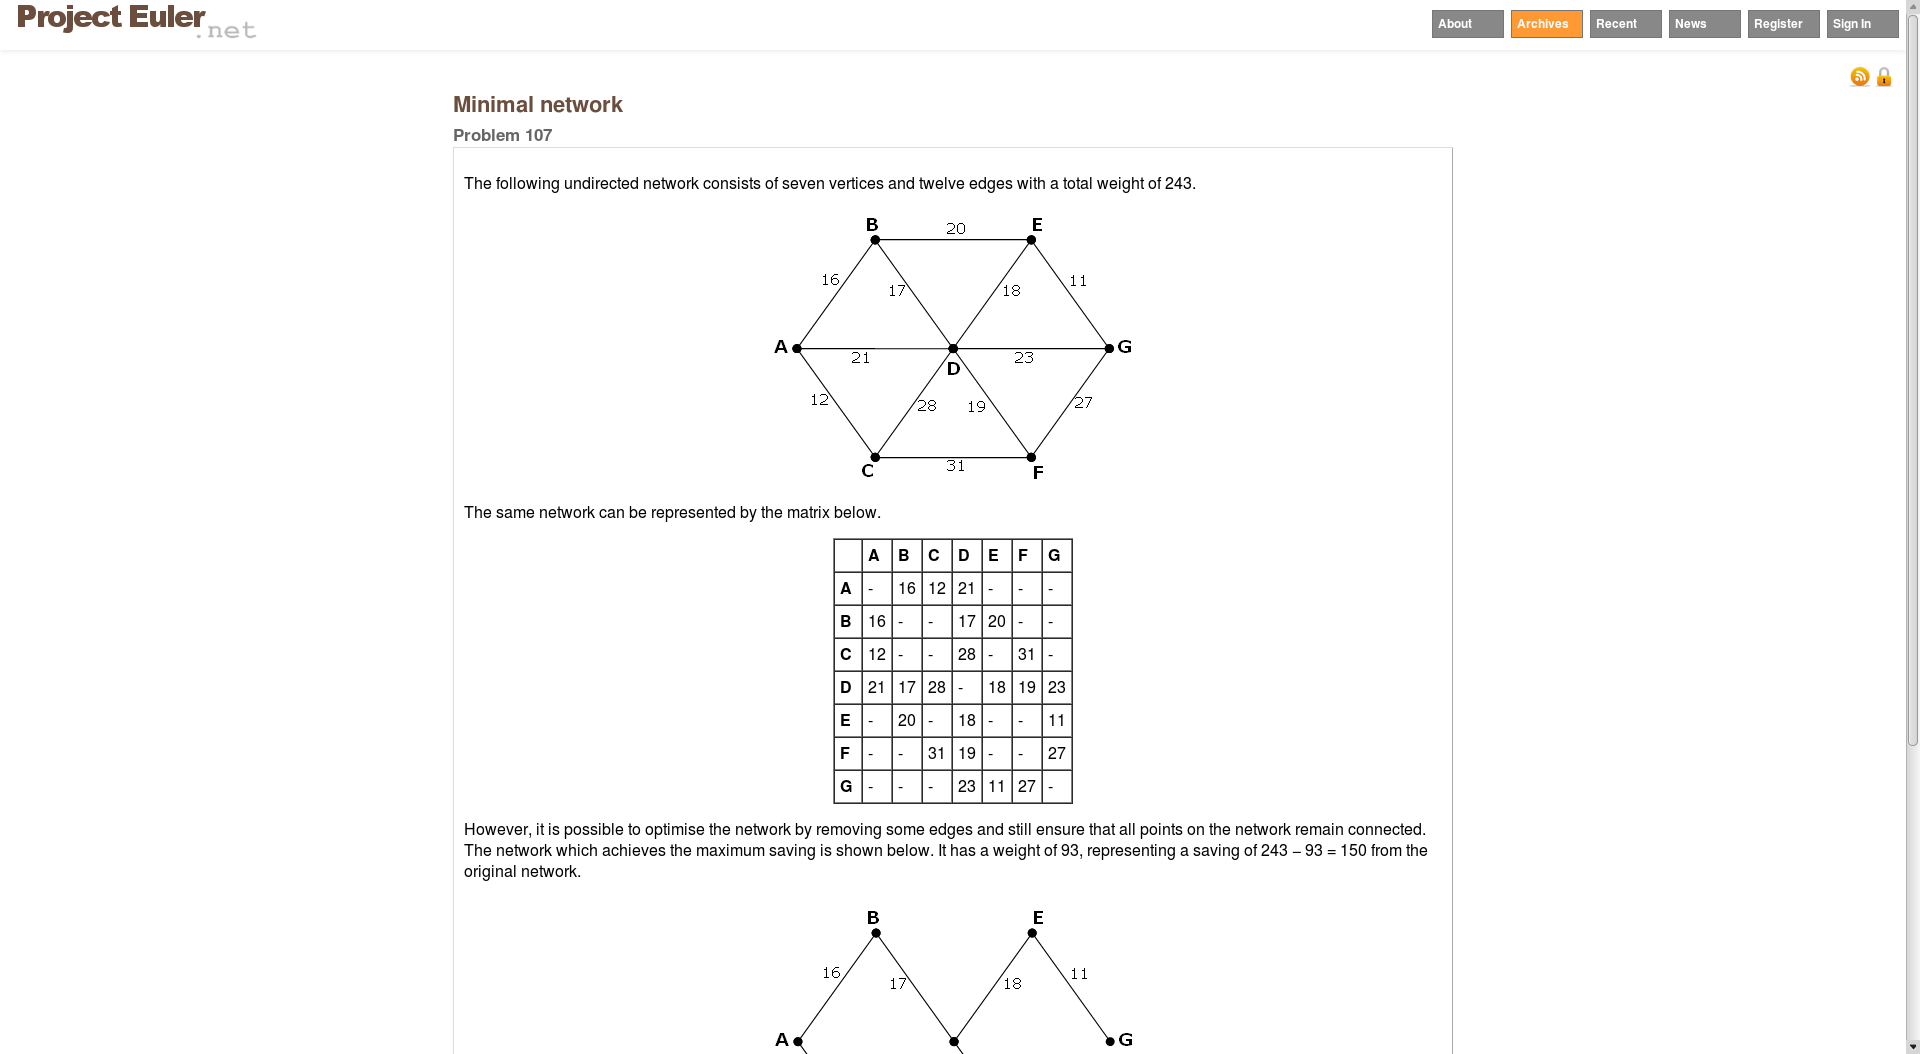 Project Euler
.net
About
Archives
Recent
News
Register
Sign In
Minimal network
Problem 107
The following undirected network consists of seven vertices and twelve edges with a total weight of 243.
B
20
E
16
17
18
11
A
21
D
23
G
12
28
19
27
C
31
F
The same network can be represented by the matrix below.
A B C D E F G
A - 16 12 21 - - -
B 16 - - 17 20 - -
C 12 - - 28 - 31 -
D 21 17 28 - 18 19 23
E - 20 - 18 - - 11
F - - 31 19 - - 27
G - - - 23 11 27 -
However, it is possible to optimise the network by removing some edges and still ensure that all points on the network remain connected.
The network which achieves the maximum saving is shown below. It has a weight of 93, representing a saving of 243 − 93 = 150 from the
original network.
B
E
16
17
18
11
A
G